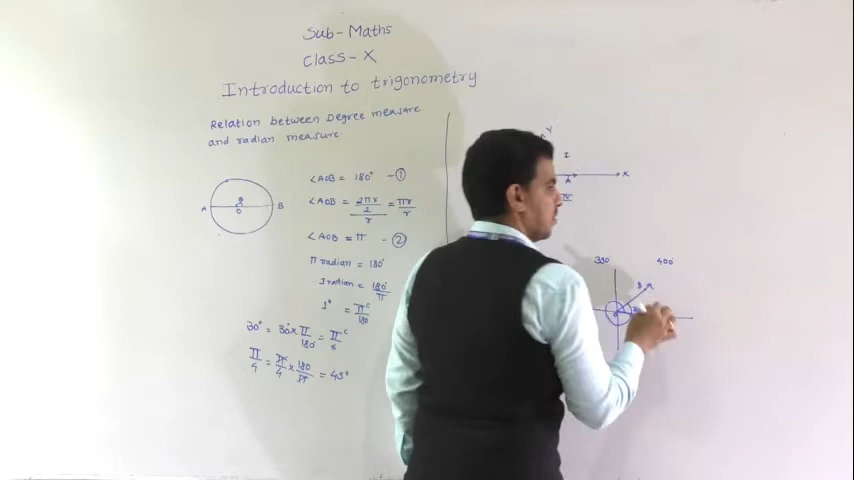 Sub-Maths
Class-X
Introduction to trigonometry
Relation between Degree measure
and radian measure
A O B
∠AOB = 180° -①
∠AOB = 2πr/2/r = πr/r
∠AOB = π -②
π radian = 180°
1 radian = 180°/π
1° = π^c/180
30° = 30° × π/180 = π^c/6
π/4 = π/4 × 180/π = 45°
Y
I
A X
400°
B